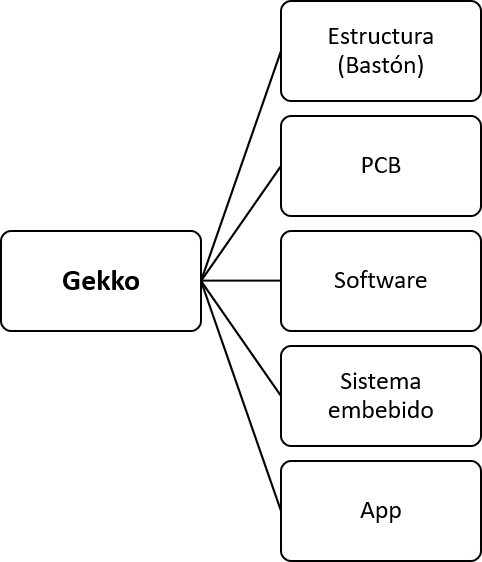 Estructura
(Bastón)
PCB
Gekko
Software
Sistema
embebido
App